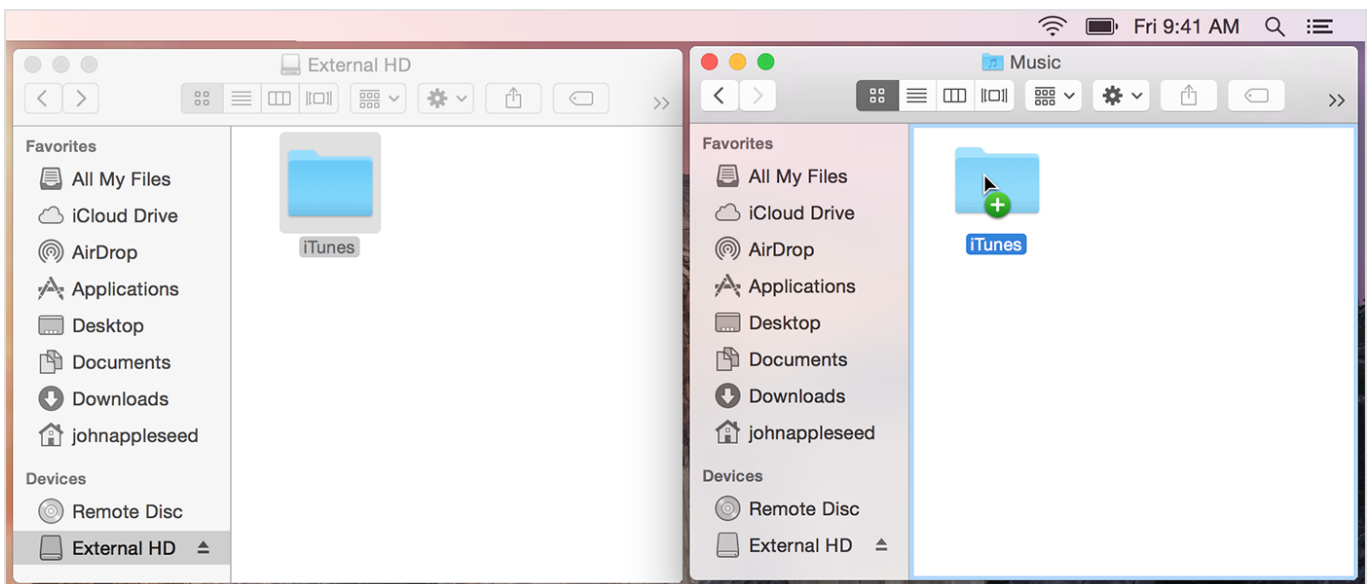 Fri 9:41 AM
External HD
Favorites
All My Files
iCloud Drive
AirDrop
Applications
Desktop
Documents
Downloads
johnappleseed
Devices
Remote Disc
External HD
iTunes
Music
Favorites
All My Files
iCloud Drive
AirDrop
Applications
Desktop
Documents
Downloads
johnappleseed
Devices
Remote Disc
External HD
iTunes